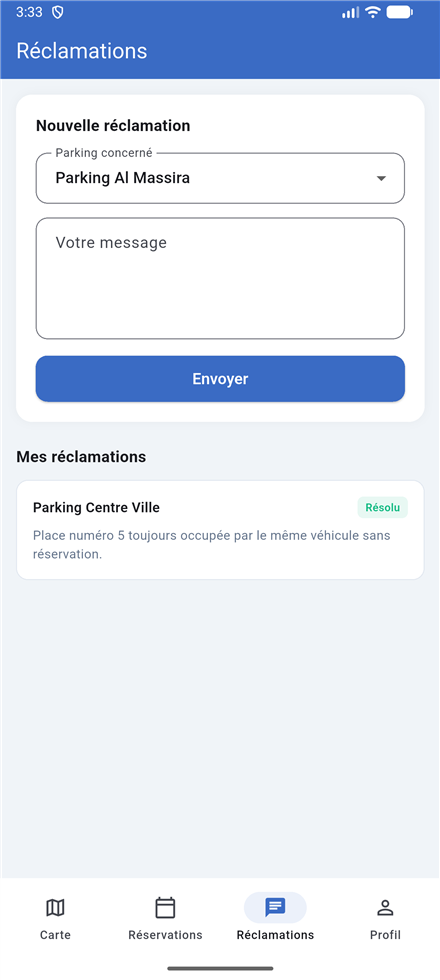 3:33
Réclamations
Nouvelle réclamation
Parking concerné
Parking Al Massira
Votre message
Envoyer
Mes réclamations
Parking Centre Ville
Résolu
Place numéro 5 toujours occupée par le même véhicule sans
réservation.
Carte
Réservations
Réclamations
Profil